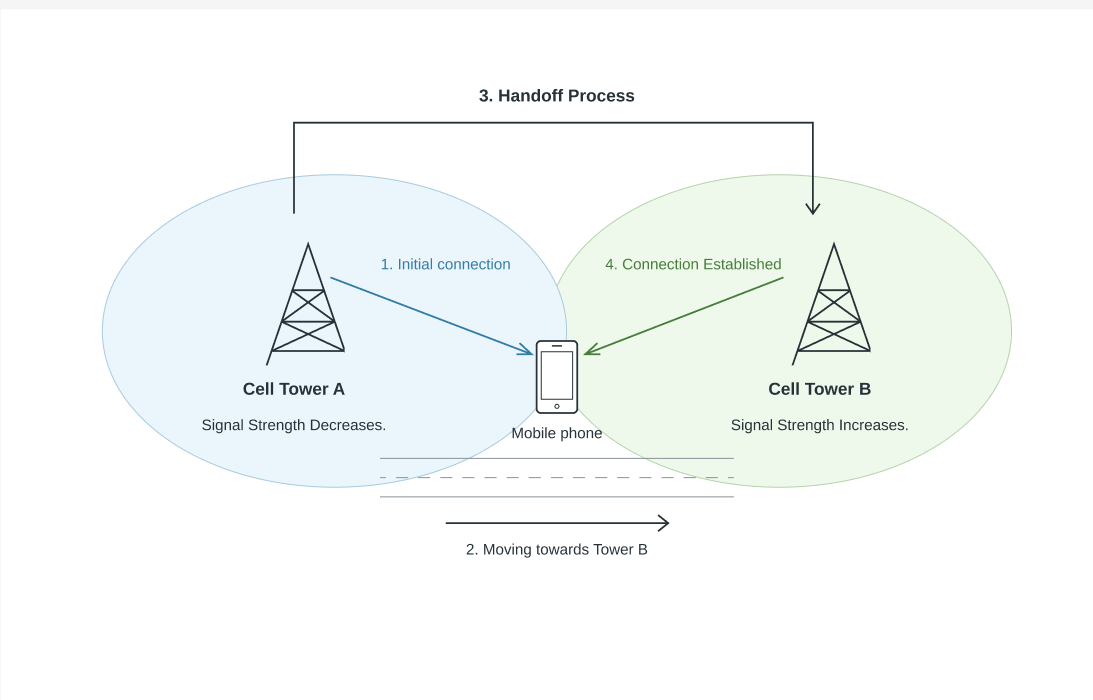 3. Handoff Process
1. Initial connection
4. Connection Established
Cell Tower A
Cell Tower B
Signal Strength Decreases.
Signal Strength Increases.
Mobile phone
2. Moving towards Tower B